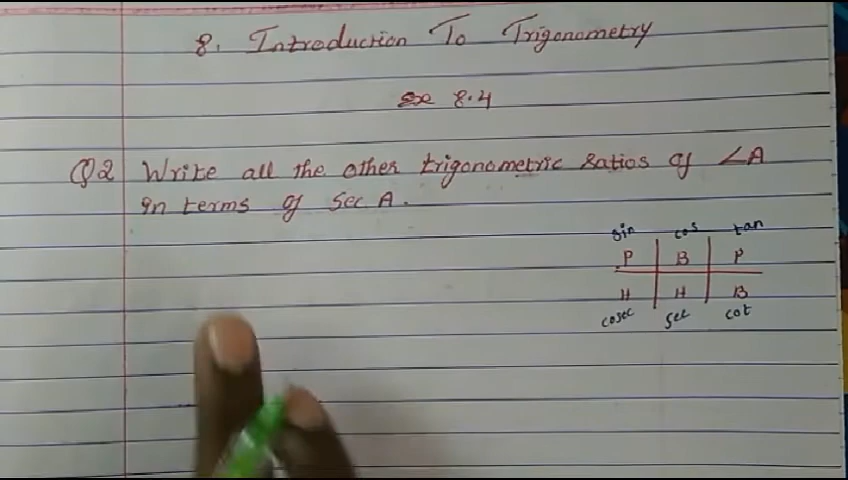 8. Introduction To Trigonometry
Ex 8.4
Q2 Write all the other trigonometric Ratios of ∠A
In terms of Sec A.
sin cos tan
P B P
H H B
cosec sec cot